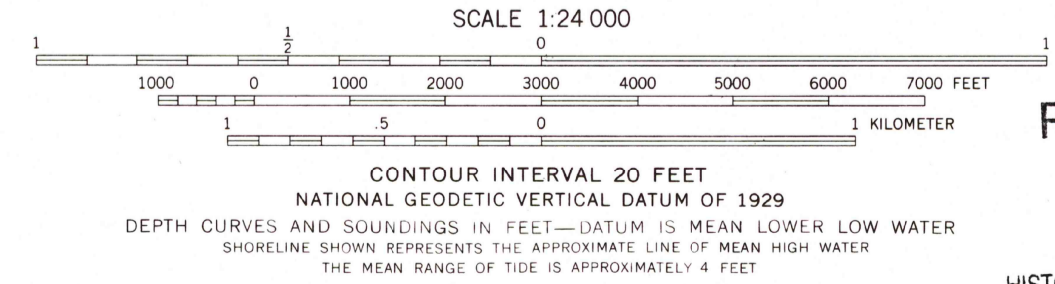 SCALE 1:24 000
1 1/2 0 1
1000 0 1000 2000 3000 4000 5000 6000 7000 FEET
1 .5 0 1 KILOMETER
CONTOUR INTERVAL 20 FEET
NATIONAL GEODETIC VERTICAL DATUM OF 1929
DEPTH CURVES AND SOUNDINGS IN FEET—DATUM IS MEAN LOWER LOW WATER
SHORELINE SHOWN REPRESENTS THE APPROXIMATE LINE OF MEAN HIGH WATER
THE MEAN RANGE OF TIDE IS APPROXIMATELY 4 FEET